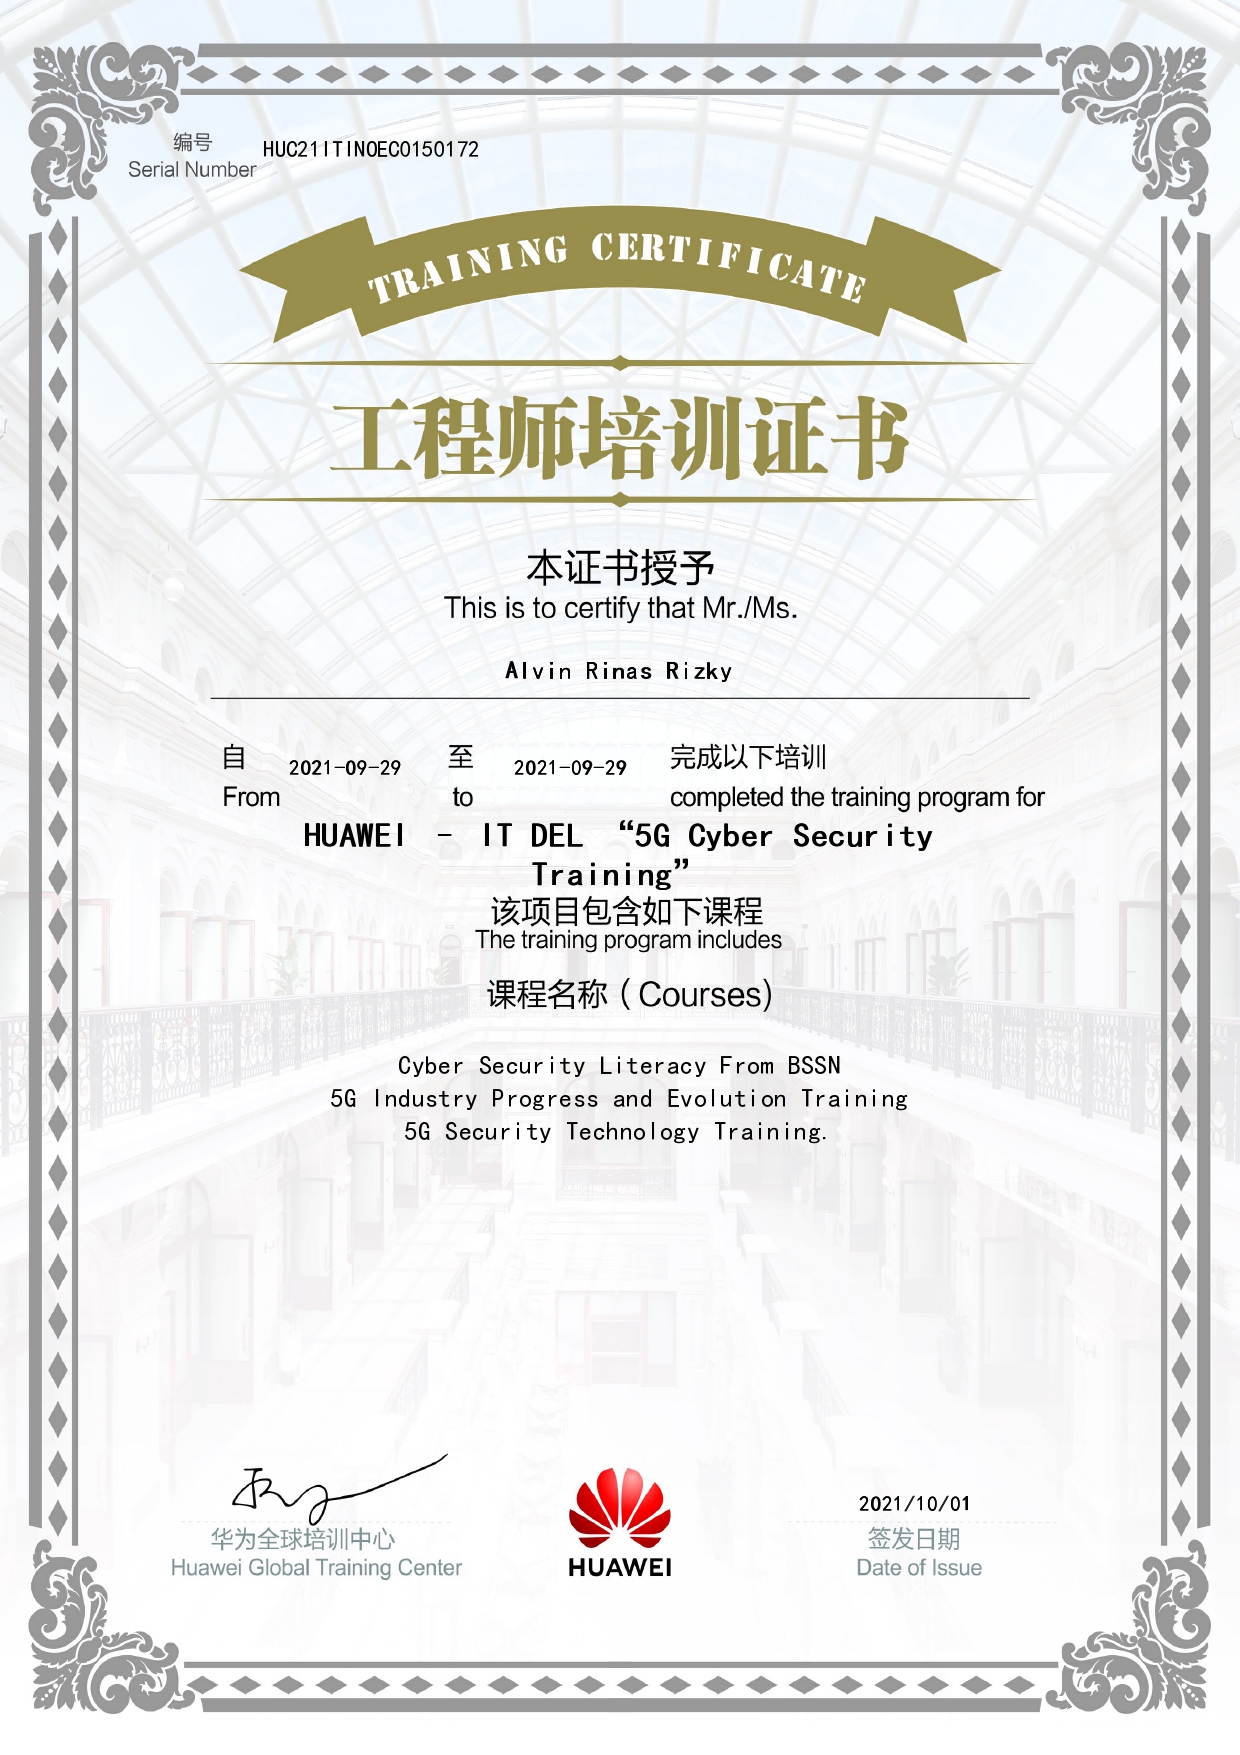 编号
Serial Number
HUC21ITINOEC0150172
TRAINING CERTIFICATE
工程师培训证书
本证书授予
This is to certify that Mr./Ms.
Alvin Rinas Rizky
自 2021-09-29 至 2021-09-29 完成以下培训
From to completed the training program for
HUAWEI - IT DEL “5G Cyber Security
Training”
该项目包含如下课程
The training program includes
课程名称（Courses)
Cyber Security Literacy From BSSN
5G Industry Progress and Evolution Training
5G Security Technology Training.
华为全球培训中心
Huawei Global Training Center
HUAWEI
2021/10/01
签发日期
Date of Issue